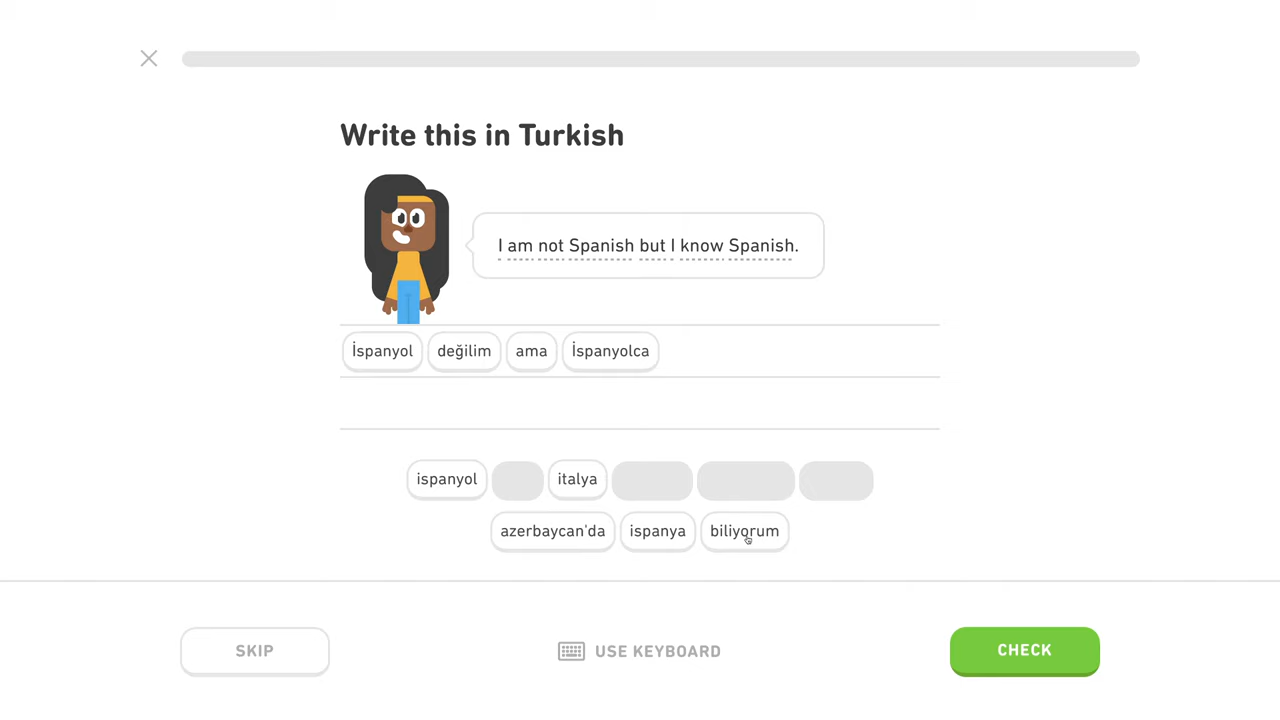 Write this in Turkish
I am not Spanish but I know Spanish.
İspanyol değilim ama İspanyolca
ispanyol italya
azerbaycan'da ispanya biliyorum
SKIP USE KEYBOARD CHECK